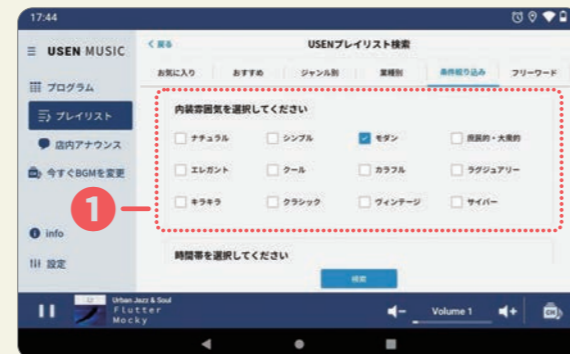 17:44
USEN MUSIC
プログラム
プレイリスト
店内アナウンス
今すぐBGMを変更
info
設定
戻る
USENプレイリスト検索
お気に入り おすすめ ジャンル別 業種別 条件絞り込み フリーワード
内装雰囲気を選択してください
ナチュラル シンプル モダン 庶民的・大衆的
エレガント クール カラフル ラグジュアリー
キラキラ クラシック ヴィンテージ サイバー
1
時間帯を選択してください
検索
Urban Jazz & Soul
Flutter
Mocky
Volume 1
CH